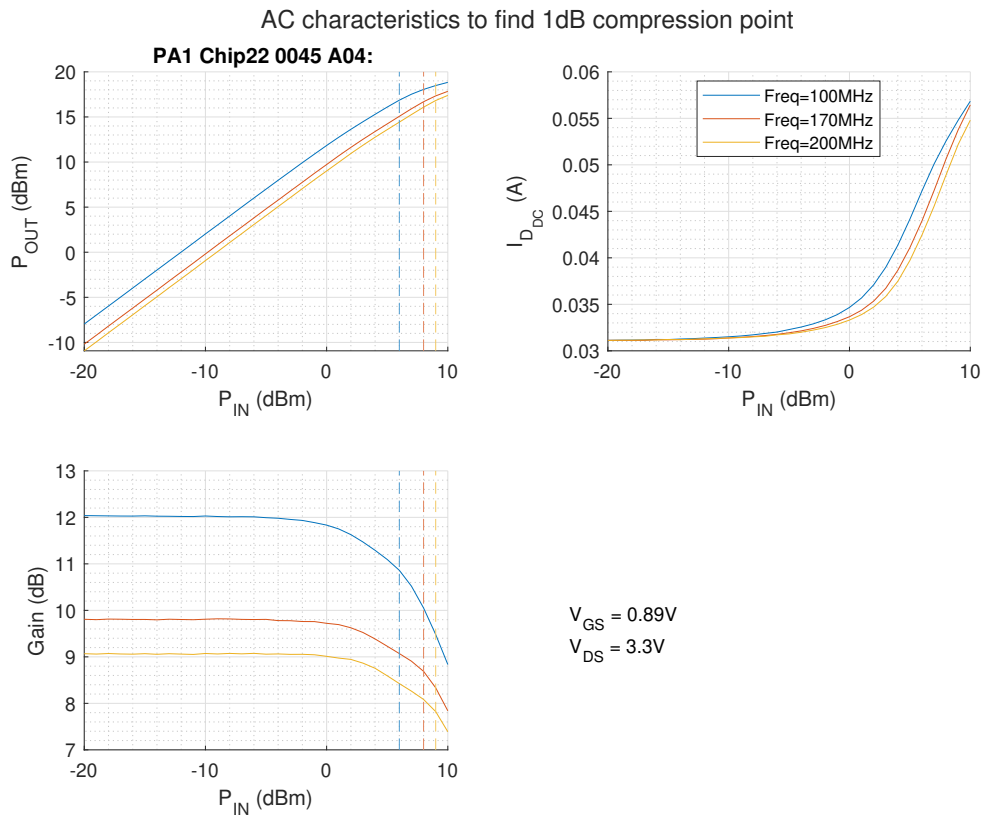 AC characteristics to find 1dB compression point
PA1 Chip22 0045 A04:
20
15
10
5
0
-5
-10
P_OUT (dBm)
-20
-10
0
10
P_IN (dBm)
0.06
0.055
0.05
0.045
0.04
0.035
0.03
I_D_DC (A)
Freq=100MHz
Freq=170MHz
Freq=200MHz
-20
-10
0
10
P_IN (dBm)
13
12
11
10
9
8
7
Gain (dB)
-20
-10
0
10
P_IN (dBm)
V_GS = 0.89V
V_DS = 3.3V